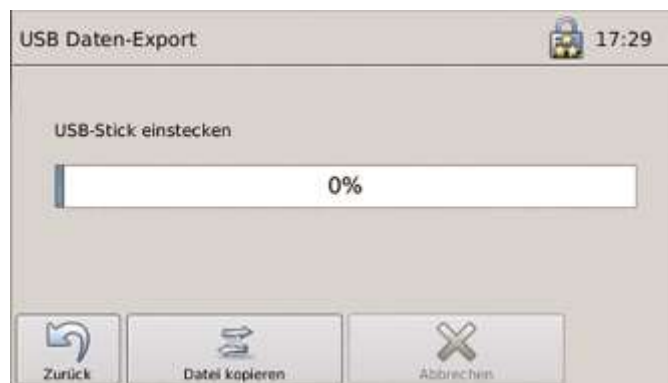 USB Daten-Export 17:29
USB-Stick einstecken
0%
Zurück Datei kopieren Abbrechen